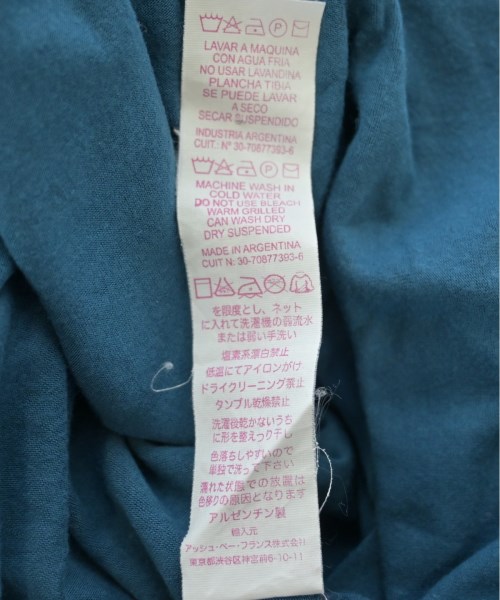 LAVAR A MAQUINA
CON AGUA FRIA
NO USAR LAVANDINA
PLANCHA TIBIA
SE PUEDE LAVAR
A SECO
SECAR SUSPENDIDO
INDUSTRIA ARGENTINA
CUIT.: Nº 30-70877393-6
MACHINE WASH IN
COLD WATER
DO NOT USE BLEACH
WARM GRILLED
CAN WASH DRY
DRY SUSPENDED
MADE IN ARGENTINA
CUIT N: 30-70877393-6
を限度とし、ネット
に入れて洗濯機の弱流水
または弱い手洗い
塩素系漂白禁止
低温にてアイロンがけ
ドライクリーニング禁止
タンブル乾燥禁止
洗濯後乾かないうち
に形を整えっク干し
色落ちしやすいので
単独で洗って下さい
濡れた状態での放置は
色移りの原因となります
アルゼンチン製
輸入元
アッシュ・ペー・フランス株式会社
東京都渋谷区神宮前6-10-11